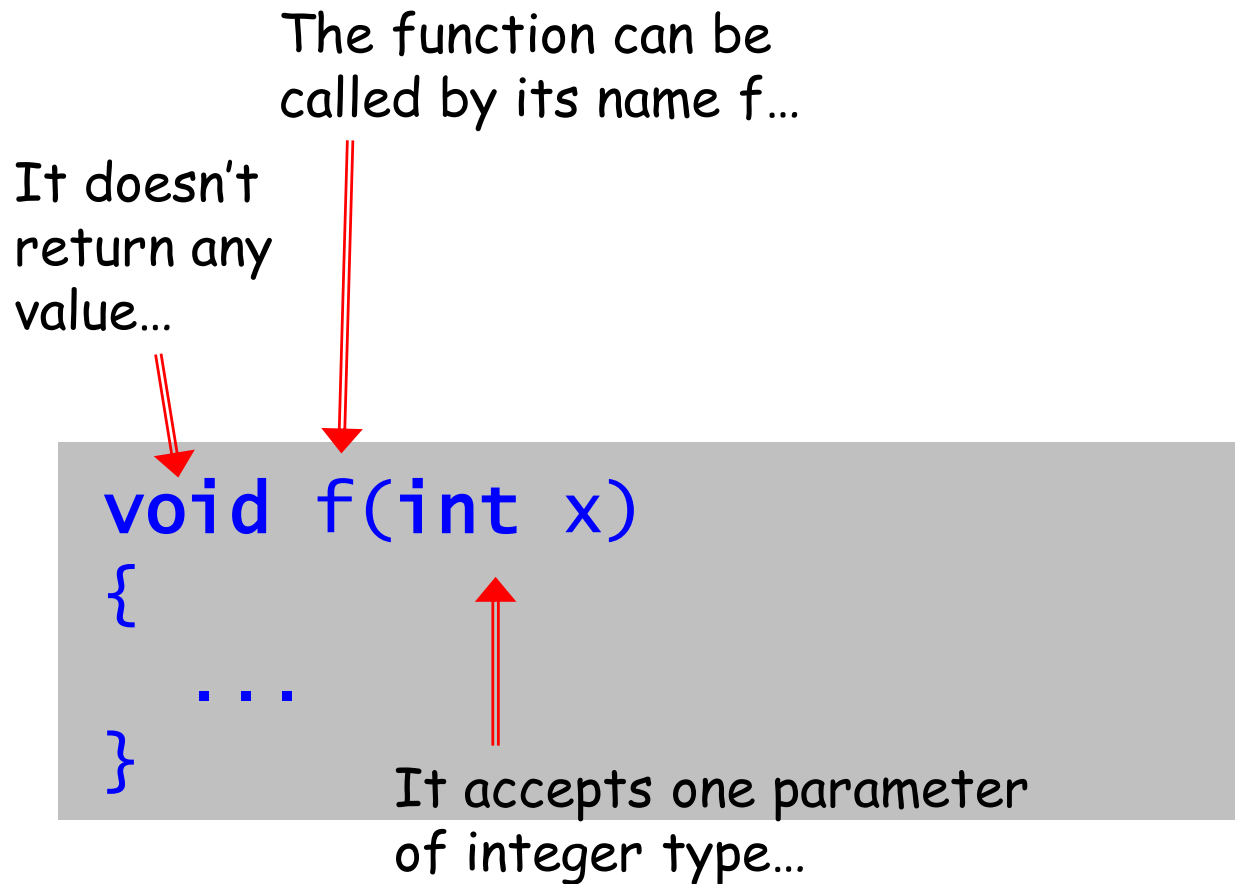 The function can be
called by its name f…
It doesn't
return any
value…
void f(int x)
{
...
}
It accepts one parameter
of integer type…